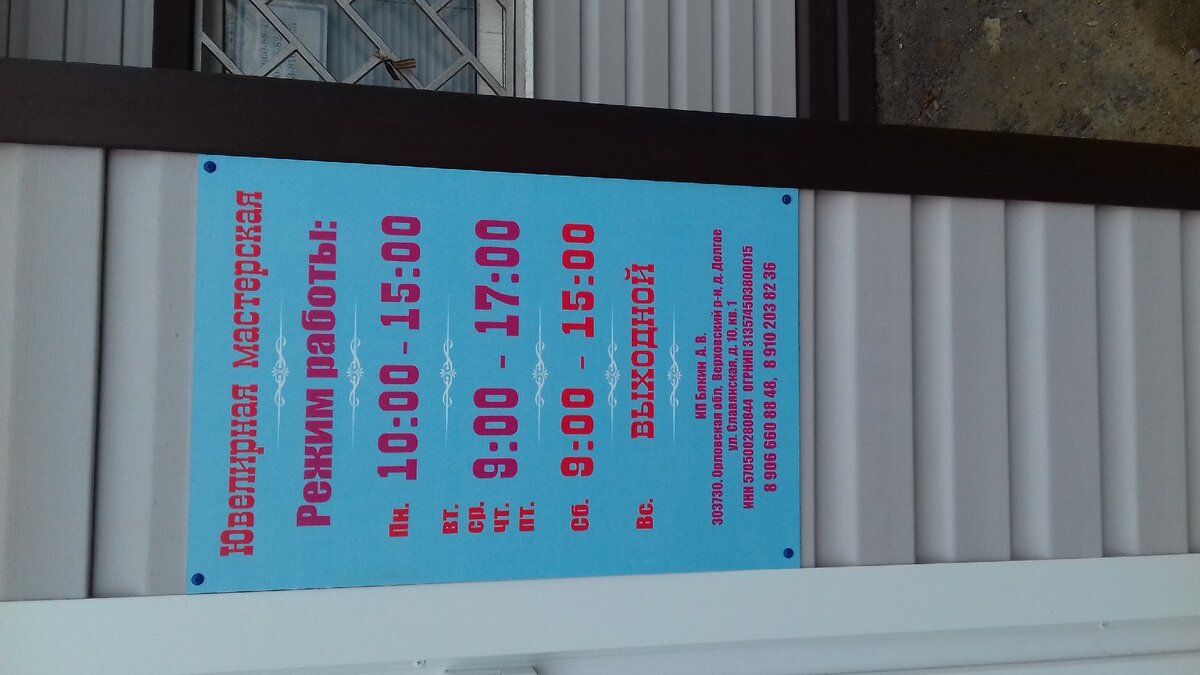 Ювелирная мастерская
Режим работы:
Пн. 10:00 - 15:00
Вт.
Ср.
Чт.
Пт.
9:00 - 17:00
Сб. 9:00 - 15:00
Вс. ВЫХОДНОЙ
ИП Бякин А.В.
303730, Орловская обл, Верховский р-н, д. Долгое
ул. Славянская, д. 10, кв. 1
ИНН 570500280844 ОГРНИП 313574503800015
8 906 660 88 48, 8 910 203 82 36